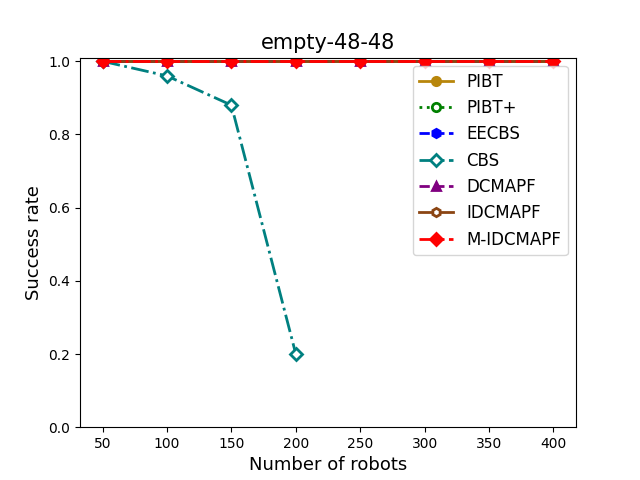 empty-48-48
Success rate
1.0
0.8
0.6
0.4
0.2
0.0
PIBT
PIBT+
EECBS
CBS
DCMAPF
IDCMAPF
M-IDCMAPF
50 100 150 200 250 300 350 400
Number of robots